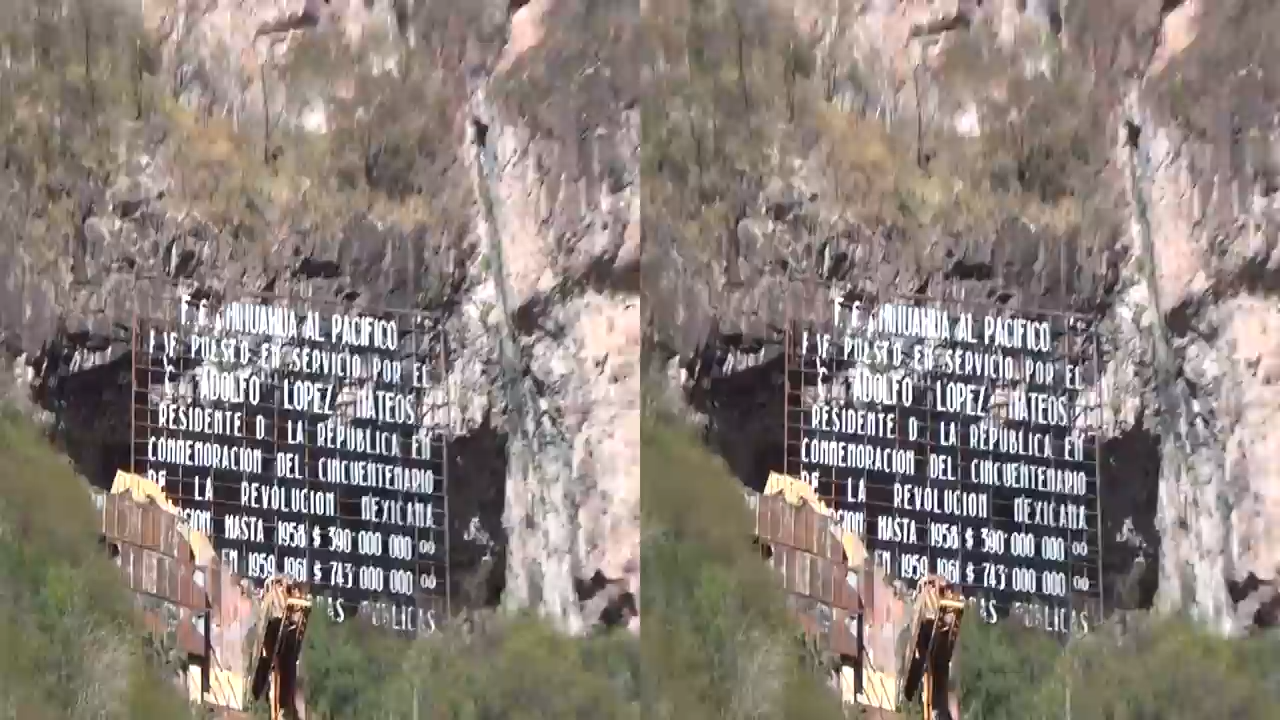 F. C. CHIHUAHUA AL PACIFICO
PUESTO EN SERVICIO POR EL
C. ADOLFO LOPEZ MATEOS
RESIDENTE D LA REPUBLICA EN
CONMEMORACION DEL CINCUENTENARIO
DE LA REVOLUCION MEXICANA
HASTA 1958 $ 390 000 000 00
EN 1959 1961 $ 743 000 000 00